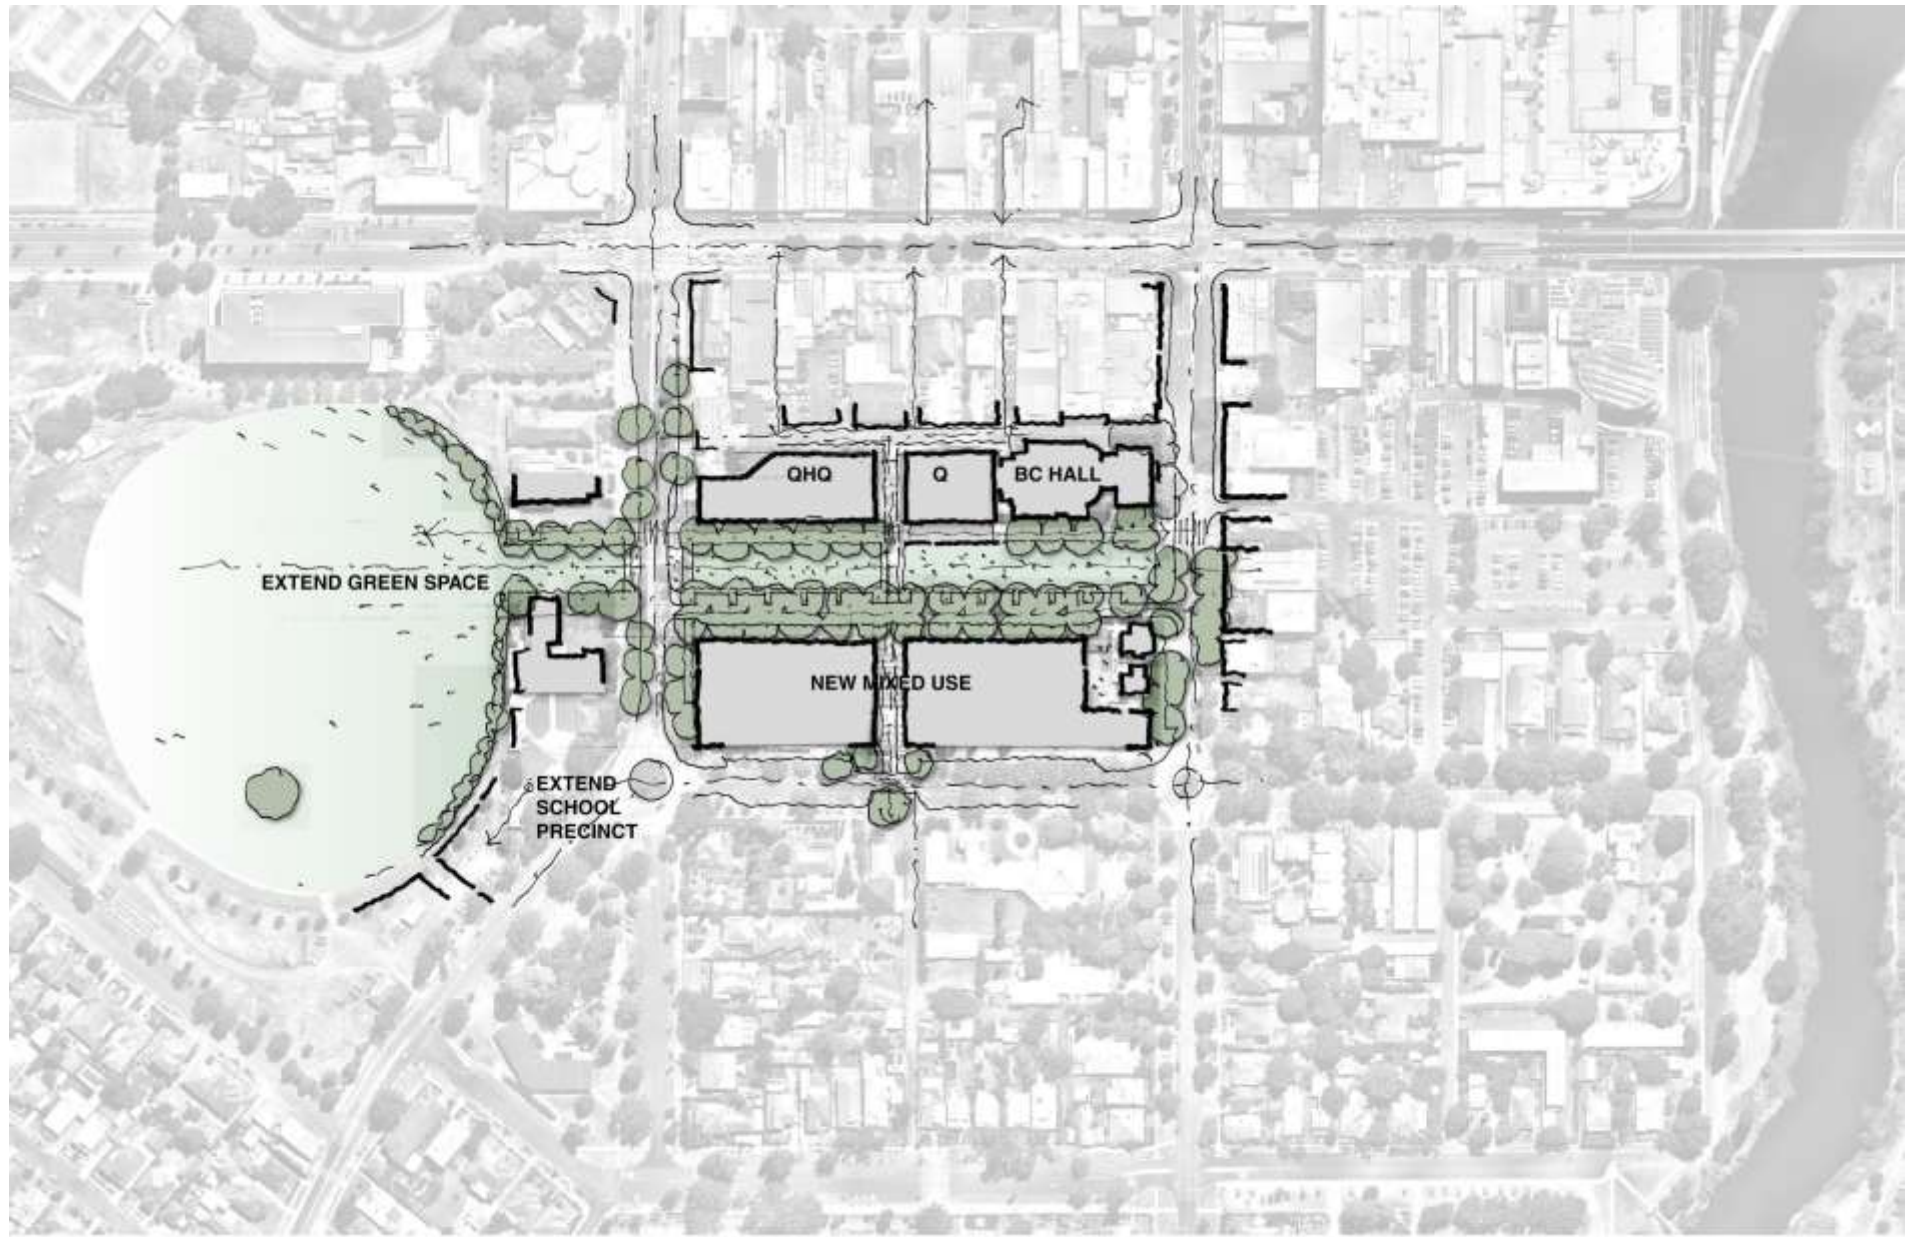 QHQ
Q
BC HALL
EXTEND GREEN SPACE
NEW MIXED USE
EXTEND
SCHOOL
PRECINCT